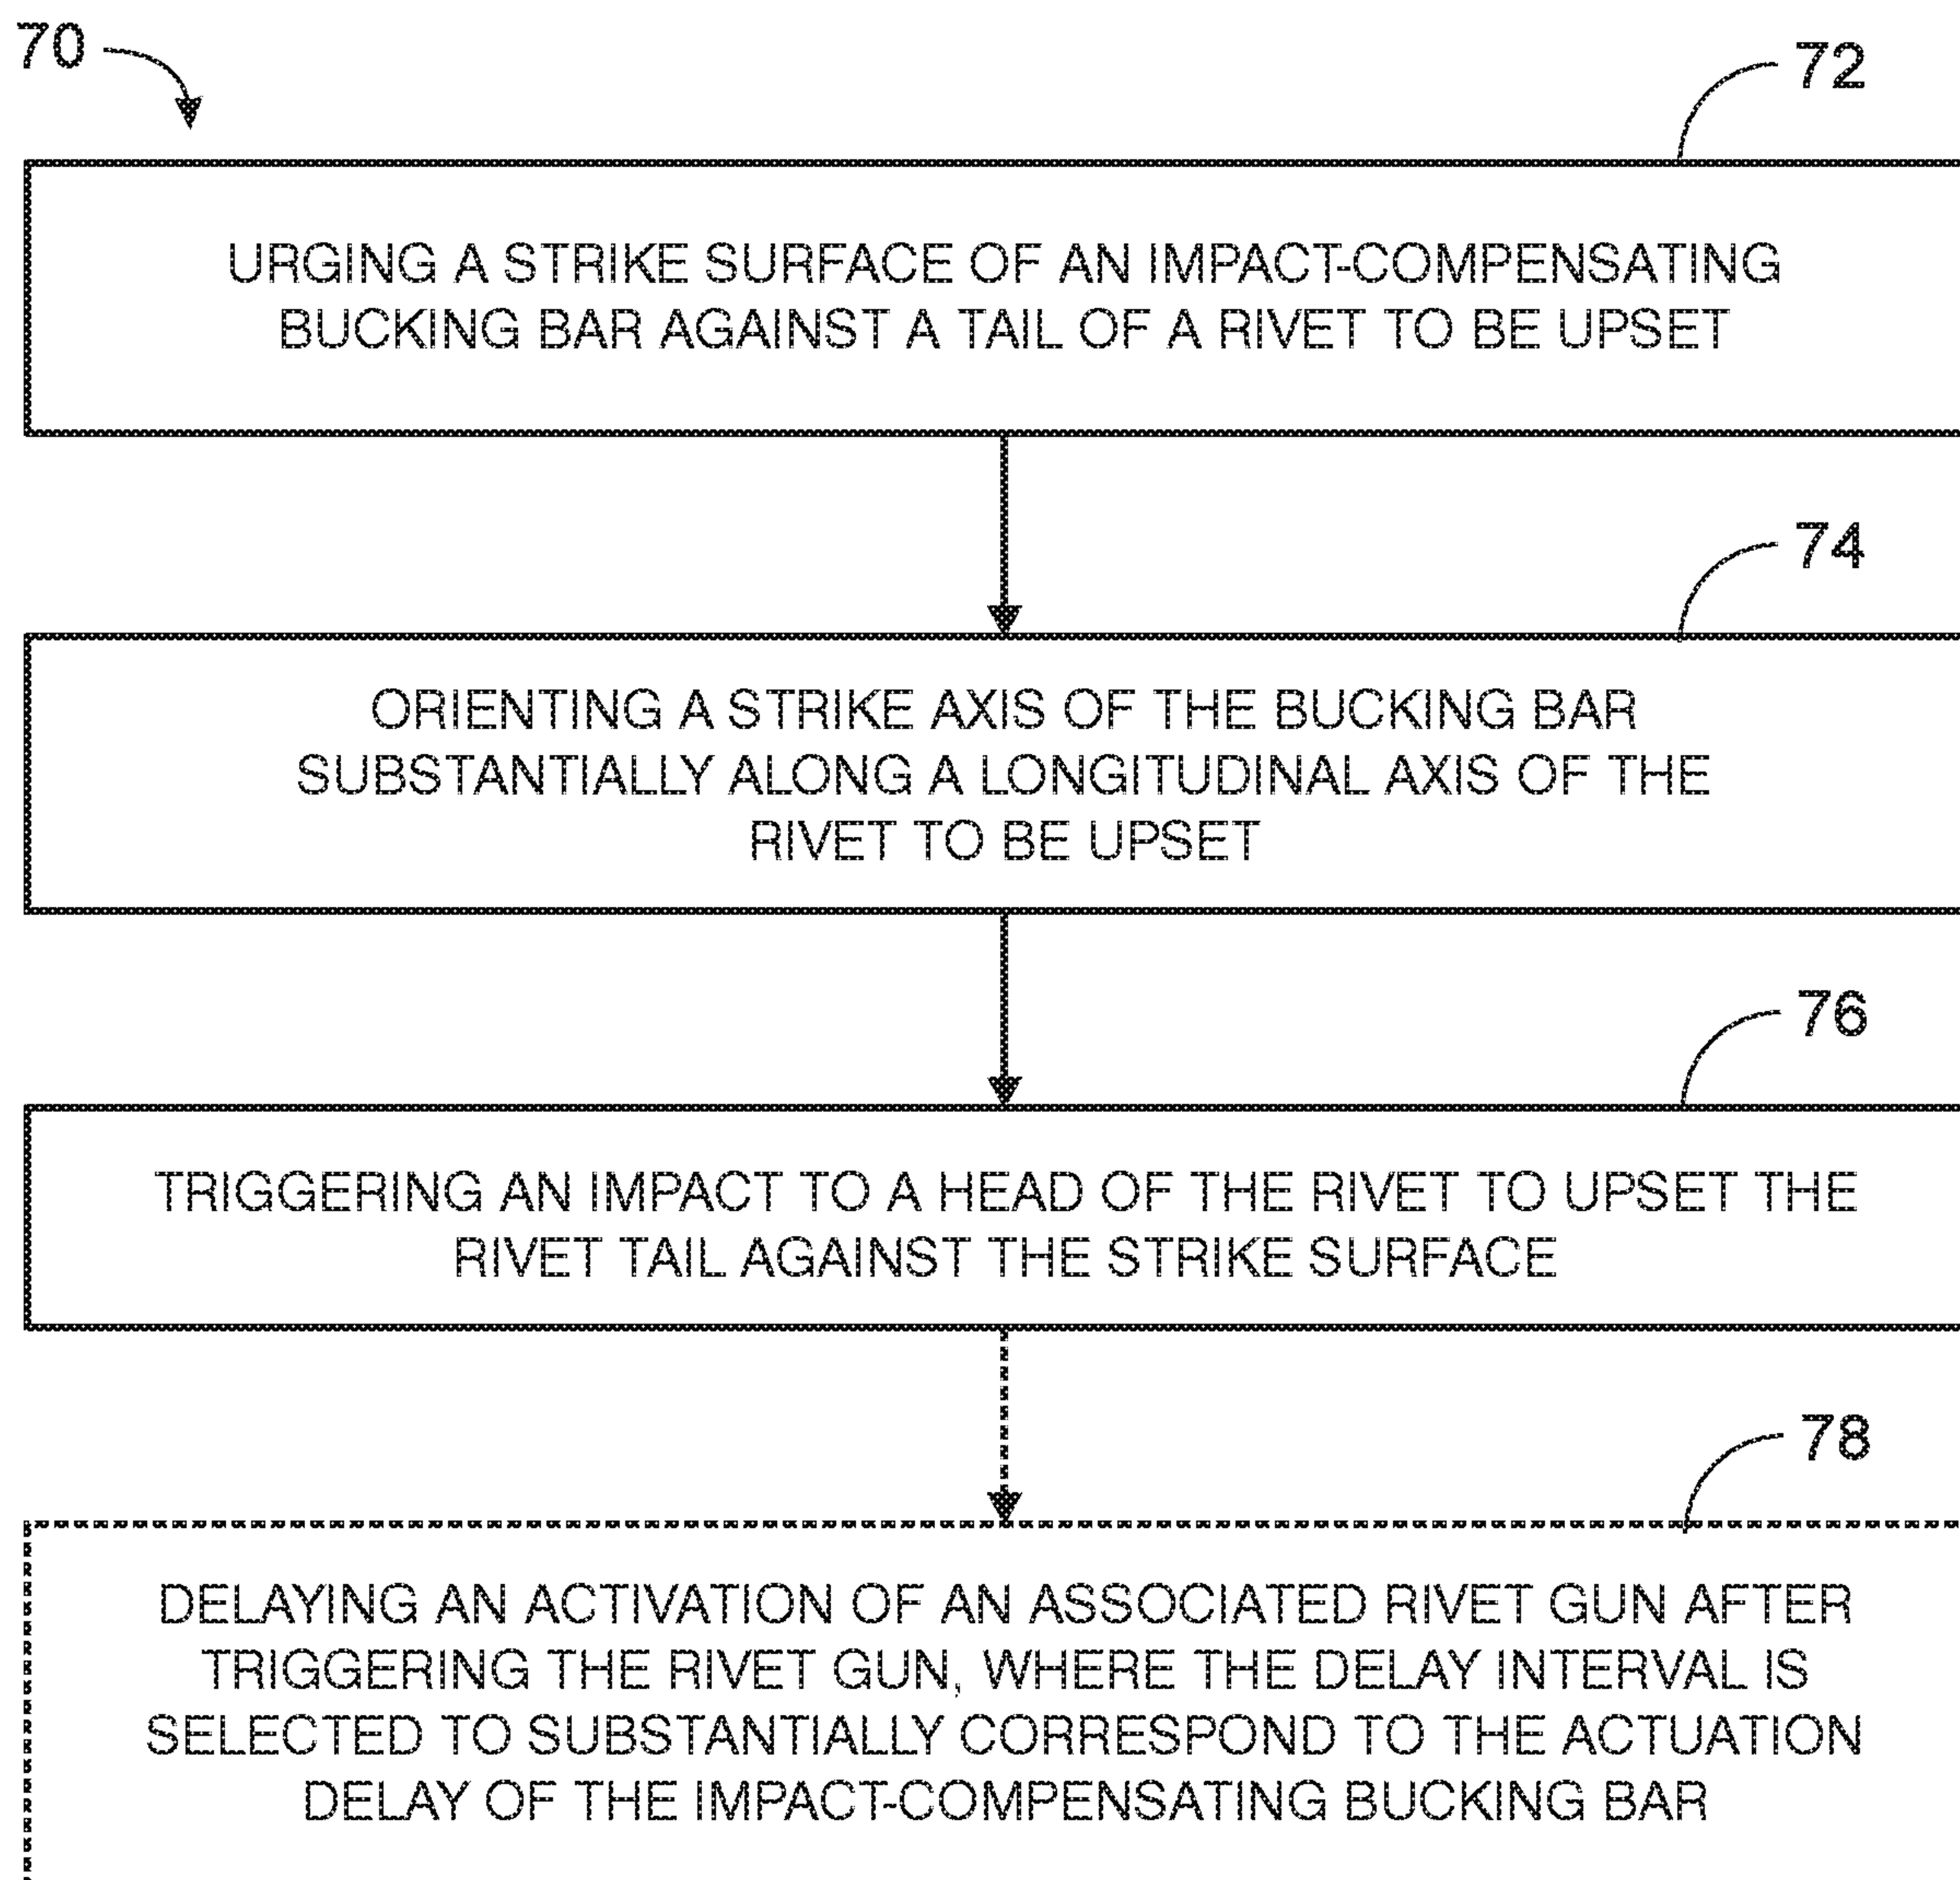 70
72
URGING A STRIKE SURFACE OF AN IMPACT-COMPENSATING
BUCKING BAR AGAINST A TAIL OF A RIVET TO BE UPSET
74
ORIENTING A STRIKE AXIS OF THE BUCKING BAR
SUBSTANTIALLY ALONG A LONGITUDINAL AXIS OF THE
RIVET TO BE UPSET
76
TRIGGERING AN IMPACT TO A HEAD OF THE RIVET TO UPSET THE
RIVET TAIL AGAINST THE STRIKE SURFACE
78
DELAYING AN ACTIVATION OF AN ASSOCIATED RIVET GUN AFTER
TRIGGERING THE RIVET GUN, WHERE THE DELAY INTERVAL IS
SELECTED TO SUBSTANTIALLY CORRESPOND TO THE ACTUATION
DELAY OF THE IMPACT-COMPENSATING BUCKING BAR